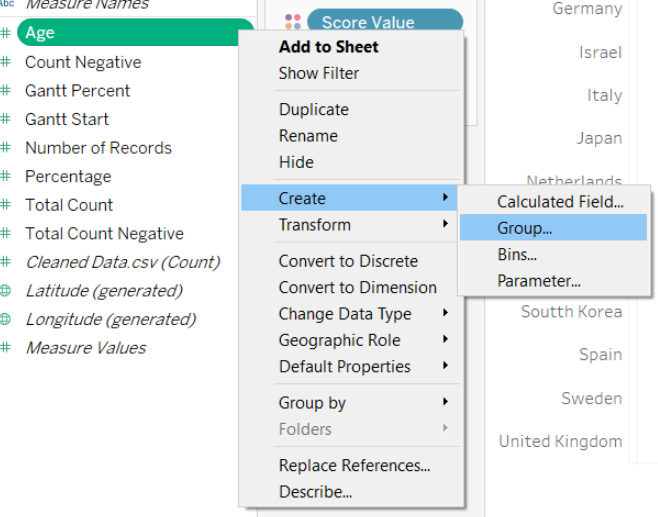 Abc Measure Names
# Age
# Count Negative
# Gantt Percent
# Gantt Start
# Number of Records
# Percentage
# Total Count
# Total Count Negative
# Cleaned Data.csv (Count)
Latitude (generated)
Longitude (generated)
# Measure Values
Score Value
Add to Sheet
Show Filter
Duplicate
Rename
Hide
Create
Transform
Convert to Discrete
Convert to Dimension
Change Data Type
Geographic Role
Default Properties
Group by
Folders
Replace References...
Describe...
Calculated Field...
Group...
Bins...
Parameter...
Germany
Israel
Italy
Japan
Netherlands
Soutth Korea
Spain
Sweden
United Kingdom